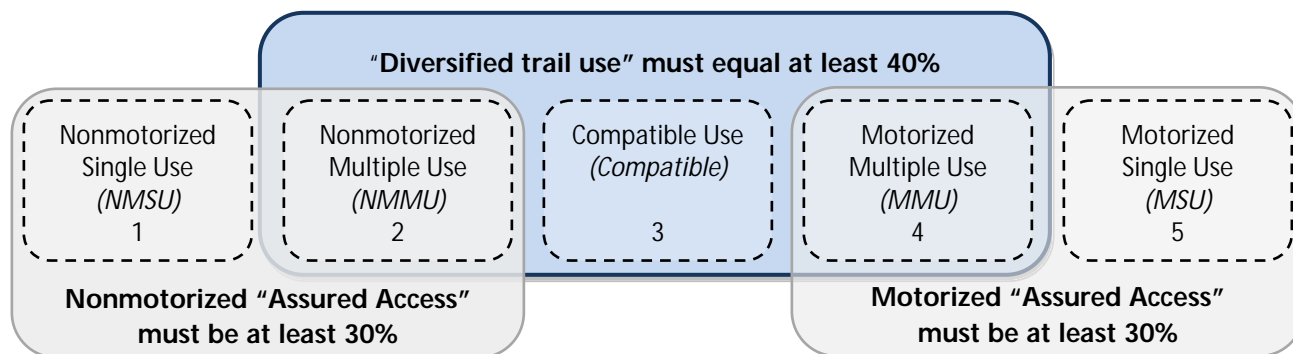 “Diversified trail use” must equal at least 40%
Nonmotorized
Single Use
(NMSU)
1
Nonmotorized
Multiple Use
(NMMU)
2
Compatible Use
(Compatible)
3
Motorized
Multiple Use
(MMU)
4
Motorized
Single Use
(MSU)
5
Nonmotorized “Assured Access”
must be at least 30%
Motorized “Assured Access”
must be at least 30%